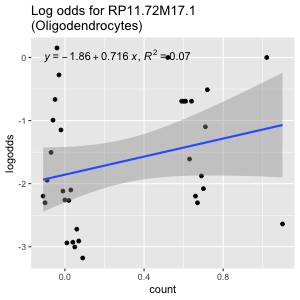 Log odds for RP11.72M17.1
(Oligodendrocytes)
y = −1.86 + 0.716 x, R² = 0.07
logodds
0
-1
-2
-3
0.0 0.4 0.8
count